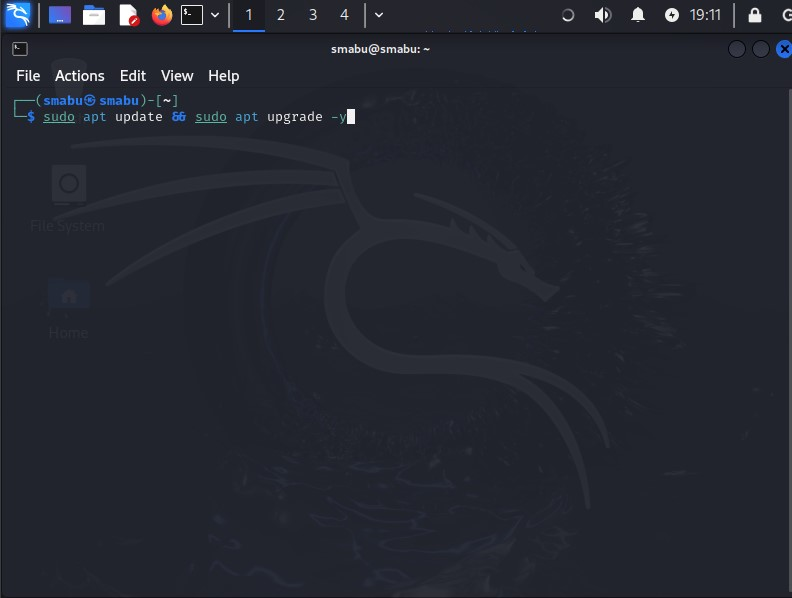 1 2 3 4 19:11
smabu@smabu: ~
File Actions Edit View Help
┌──(smabu㉿smabu)-[~]
└─$ sudo apt update && sudo apt upgrade -y
File System
Home